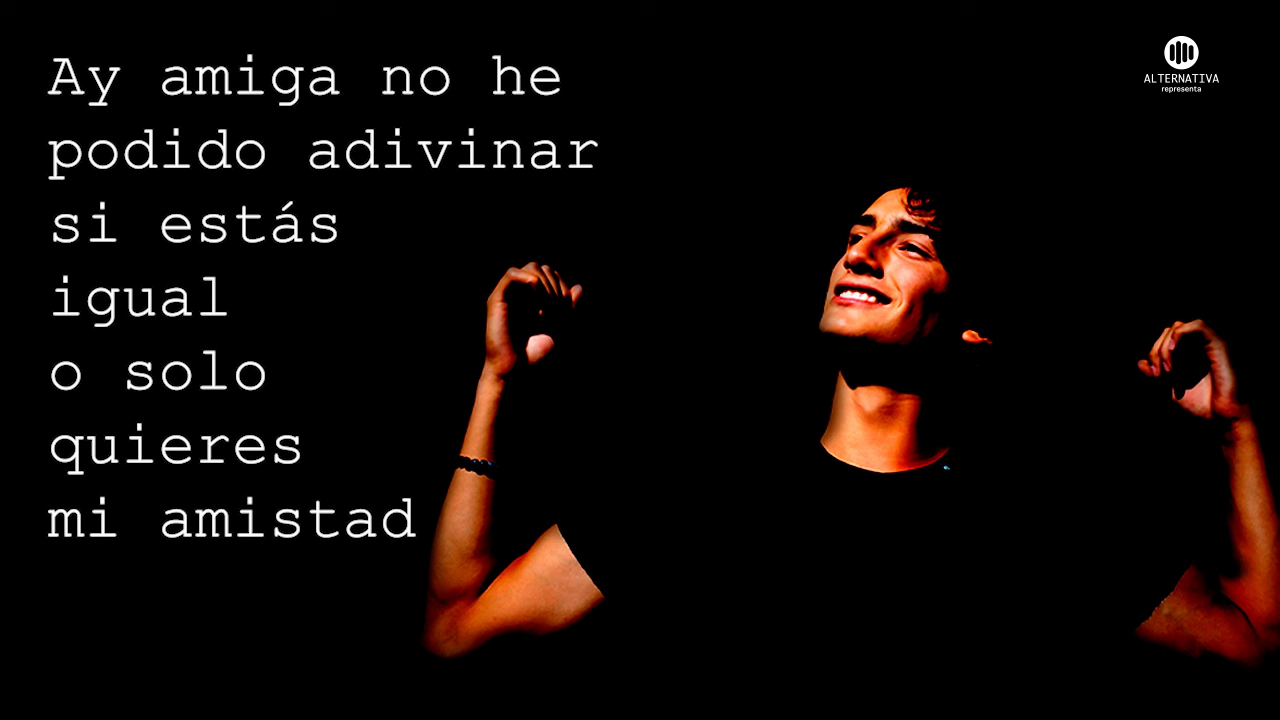 Ay amiga no he
podido adivinar
si estás
igual
o solo
quieres
mi amistad
ALTERNATIVA
representa